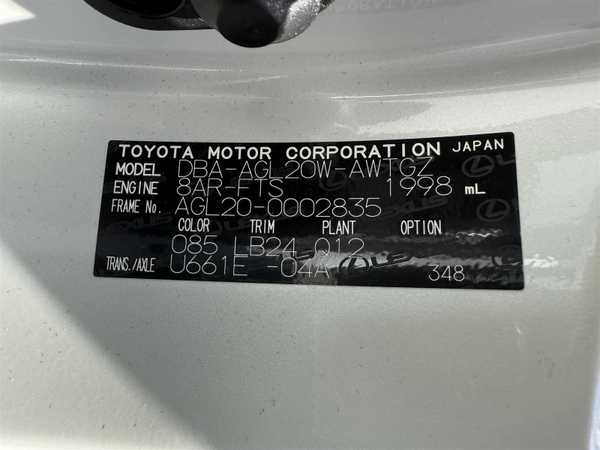 TOYOTA MOTOR CORPORATION JAPAN
MODEL DBA-AGL20W-AWTGZ
ENGINE 8AR-FTS 1998 mL
FRAME No. AGL20-0002835
COLOR TRIM PLANT OPTION
085 LB24 Q12
TRANS./AXLE U661E -04A 348